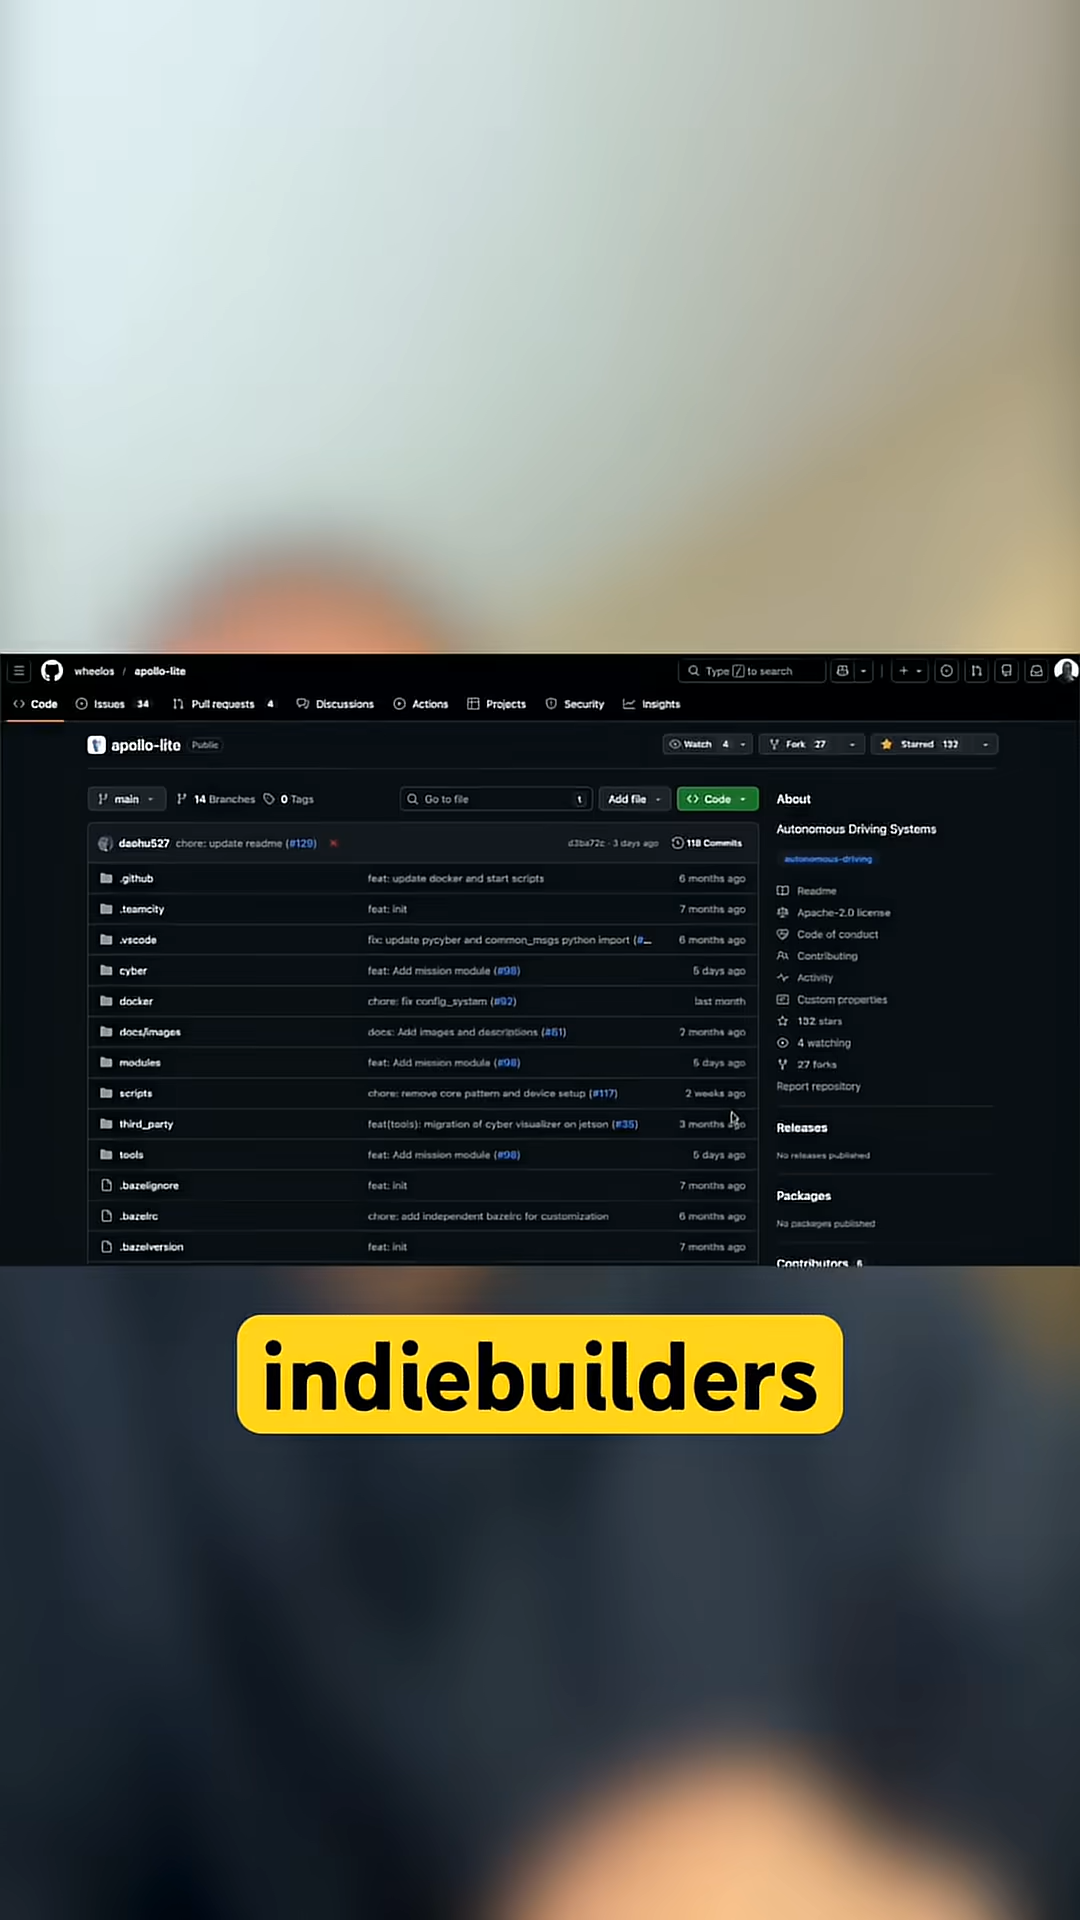 wheelos / apollo-lite
Type / to search
Code
Issues 34
Pull requests 4
Discussions
Actions
Projects
Security
Insights
apollo-lite Public
Watch 4
Fork 27
Starred 132
main
14 Branches
0 Tags
Go to file t
Add file
Code
daohu527 chore: update readme (#129)
d3ba72c · 3 days ago
118 Commits
.github feat: update docker and start scripts 6 months ago
.teamcity feat: init 7 months ago
.vscode fix: update pycyber and common_msgs python import (#... 6 months ago
cyber feat: Add mission module (#98) 5 days ago
docker chore: fix config_system (#92) last month
docs/images docs: Add images and descriptions (#61) 2 months ago
modules feat: Add mission module (#98) 5 days ago
scripts chore: remove core pattern and device setup (#117) 2 weeks ago
third_party feat(tools): migration of cyber visualizer on jetson (#35) 3 months ago
tools feat: Add mission module (#98) 5 days ago
.bazelignore feat: init 7 months ago
.bazelrc chore: add independent bazelrc for customization 6 months ago
.bazelversion feat: init 7 months ago
About
Autonomous Driving Systems
autonomous-driving
Readme
Apache-2.0 license
Code of conduct
Contributing
Activity
Custom properties
132 stars
4 watching
27 forks
Report repository
Releases
No releases published
Packages
No packages published
Contributors 6
indiebuilders